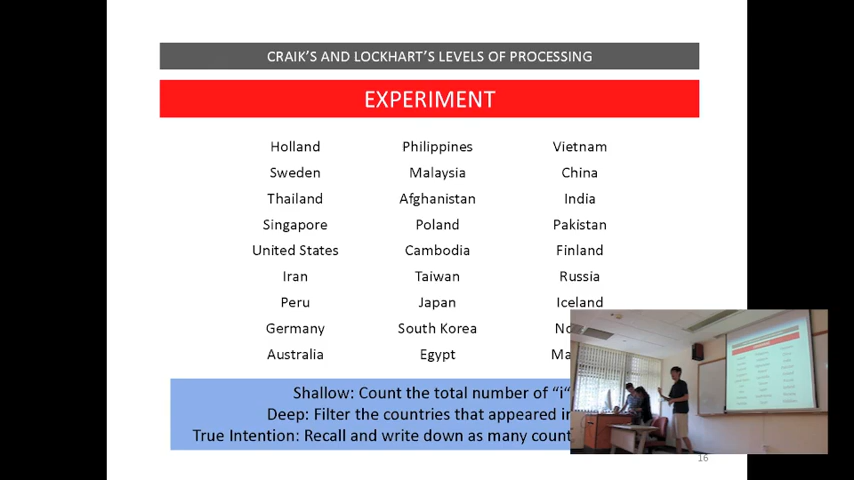 CRAIK'S AND LOCKHART'S LEVELS OF PROCESSING
EXPERIMENT
Holland Philippines Vietnam
Sweden Malaysia China
Thailand Afghanistan India
Singapore Poland Pakistan
United States Cambodia Finland
Iran Taiwan Russia
Peru Japan Iceland
Germany South Korea
Australia Egypt
Shallow: Count the total number of “i“
Deep: Filter the countries that appeared
True Intention: Recall and write down as many
16